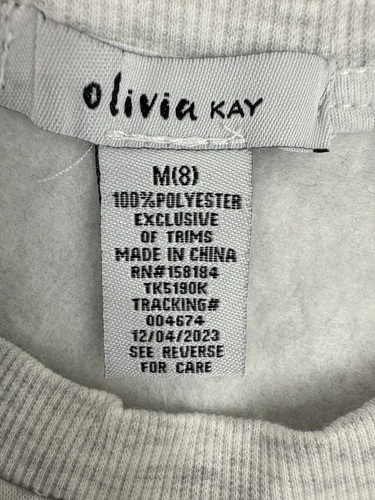 olivia KAY
M(8)
100%POLYESTER
EXCLUSIVE
OF TRIMS
MADE IN CHINA
RN#158184
TK5190K
TRACKING#
004674
12/04/2023
SEE REVERSE
FOR CARE